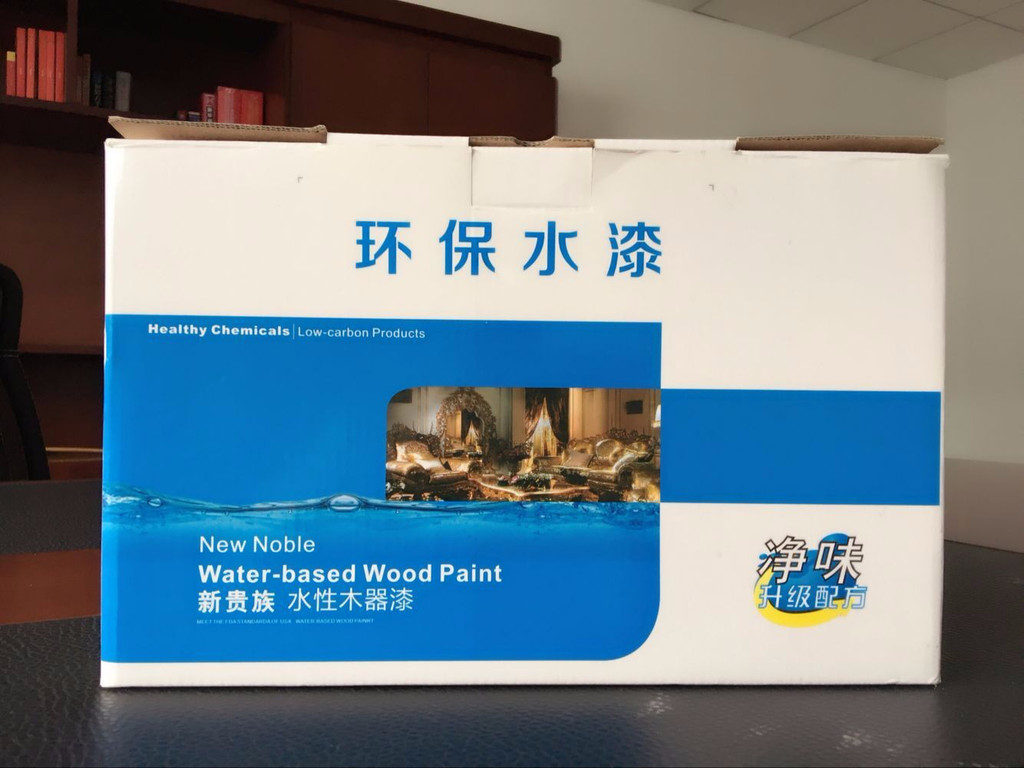 环保水漆
Healthy Chemicals | Low-carbon Products
New Noble
Water-based Wood Paint
新贵族 水性木器漆
净味
升级配方